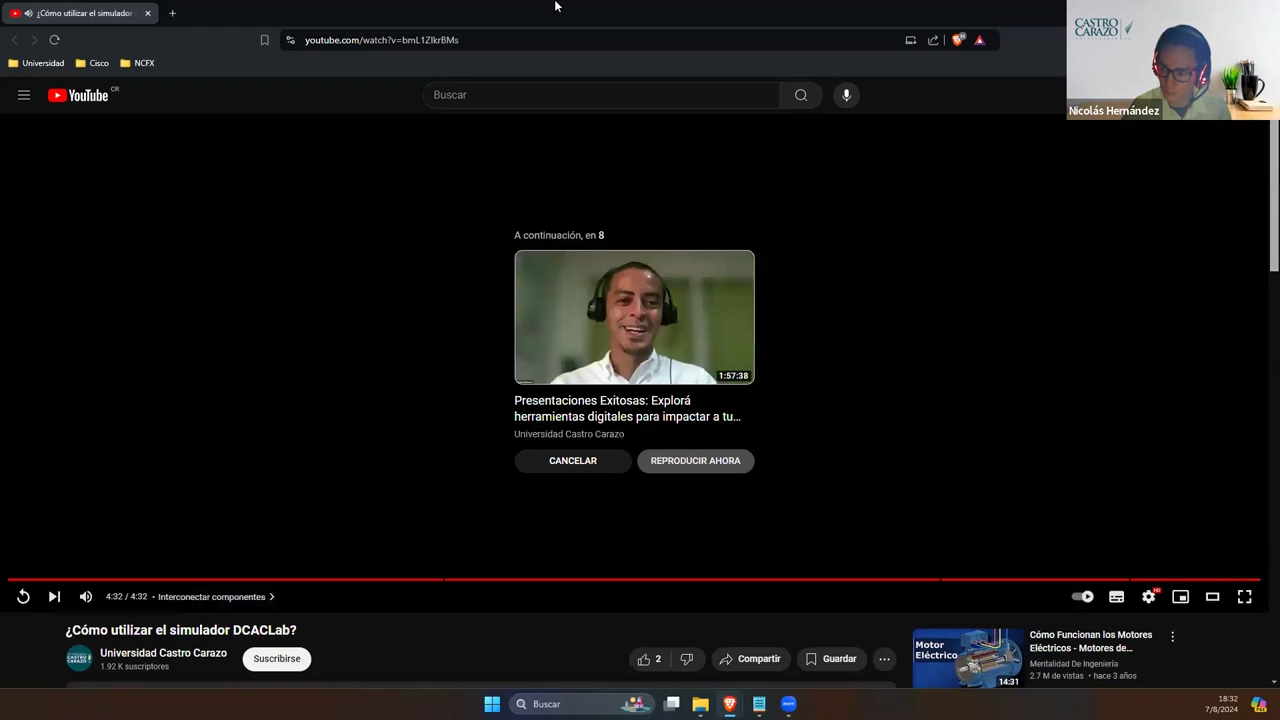 ¿Cómo utilizar el simulador
youtube.com/watch?v=bmL1ZIkrBMs
Universidad
Cisco
NCFX
CASTRO
CARAZO
Nicolás Hernández
YouTube
CR
Buscar
A continuación, en 8
1:57:38
Presentaciones Exitosas: Explorá
herramientas digitales para impactar a tu...
Universidad Castro Carazo
CANCELAR
REPRODUCIR AHORA
4:32 / 4:32 • Interconectar componentes
HD
¿Cómo utilizar el simulador DCACLab?
Universidad Castro Carazo
1.92 K suscriptores
Suscribirse
2
Compartir
Guardar
Motor
Eléctrico
14:31
Cómo Funcionan los Motores
Eléctricos - Motores de...
Mentalidad De Ingeniería
2.7 M de vistas • hace 3 años
Buscar
zoom
18:32
7/8/2024